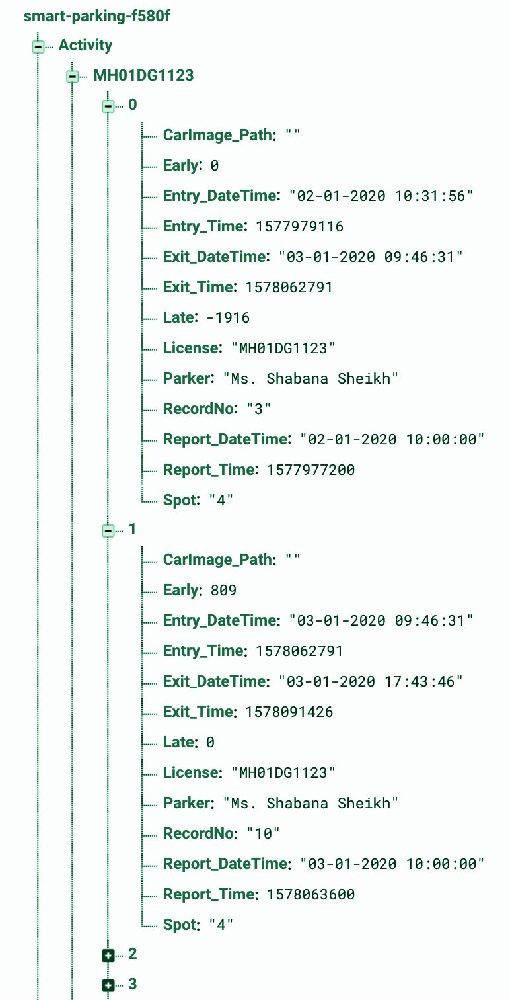 smart-parking-f580f
Activity
MH01DG1123
0
CarImage_Path: ""
Early: 0
Entry_DateTime: "02-01-2020 10:31:56"
Entry_Time: 1577979116
Exit_DateTime: "03-01-2020 09:46:31"
Exit_Time: 1578062791
Late: -1916
License: "MH01DG1123"
Parker: "Ms. Shabana Sheikh"
RecordNo: "3"
Report_DateTime: "02-01-2020 10:00:00"
Report_Time: 1577977200
Spot: "4"
1
CarImage_Path: ""
Early: 809
Entry_DateTime: "03-01-2020 09:46:31"
Entry_Time: 1578062791
Exit_DateTime: "03-01-2020 17:43:46"
Exit_Time: 1578091426
Late: 0
License: "MH01DG1123"
Parker: "Ms. Shabana Sheikh"
RecordNo: "10"
Report_DateTime: "03-01-2020 10:00:00"
Report_Time: 1578063600
Spot: "4"
2
3